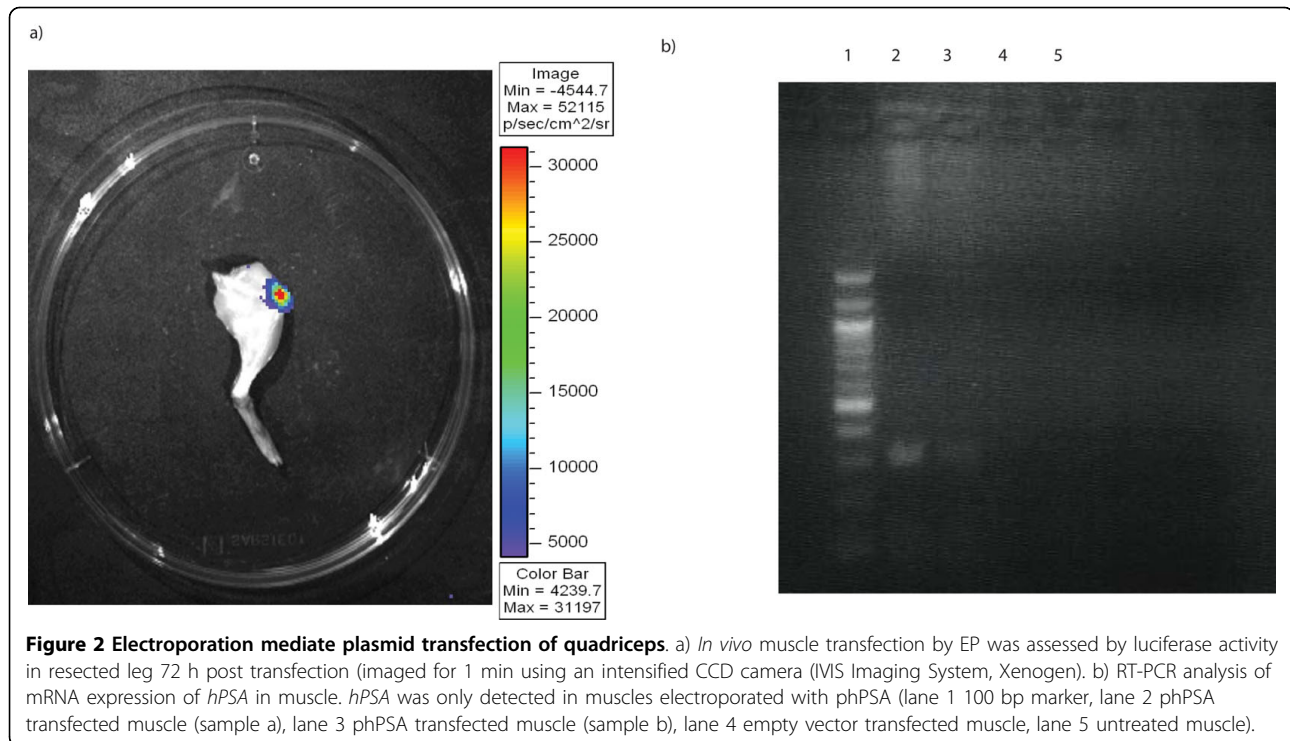 a)
Image
Min = -4544.7
Max = 52115
p/sec/cm^2/sr
30000
25000
20000
15000
10000
5000
Color Bar
Min = 4239.7
Max = 31197
b)
1 2 3 4 5
Figure 2 Electroporation mediate plasmid transfection of quadriceps. a) In vivo muscle transfection by EP was assessed by luciferase activity
in resected leg 72 h post transfection (imaged for 1 min using an intensified CCD camera (IVIS Imaging System, Xenogen). b) RT-PCR analysis of
mRNA expression of hPSA in muscle. hPSA was only detected in muscles electroporated with phPSA (lane 1 100 bp marker, lane 2 phPSA
transfected muscle (sample a), lane 3 phPSA transfected muscle (sample b), lane 4 empty vector transfected muscle, lane 5 untreated muscle).